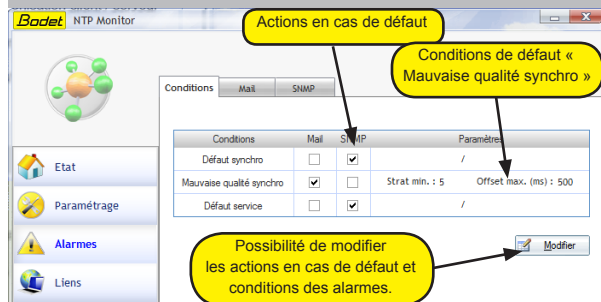 Bodet NTP Monitor
Actions en cas de défaut
Conditions de défaut «
Mauvaise qualité synchro »
Conditions Mail SNMP
Conditions Mail SNMP Paramètres
Défaut synchro /
Mauvaise qualité synchro Strat min. : 5 Offset max. (ms) : 500
Défaut service /
Etat
Paramétrage
Alarmes
Liens
Possibilité de modifier
les actions en cas de défaut et
conditions des alarmes.
Modifier